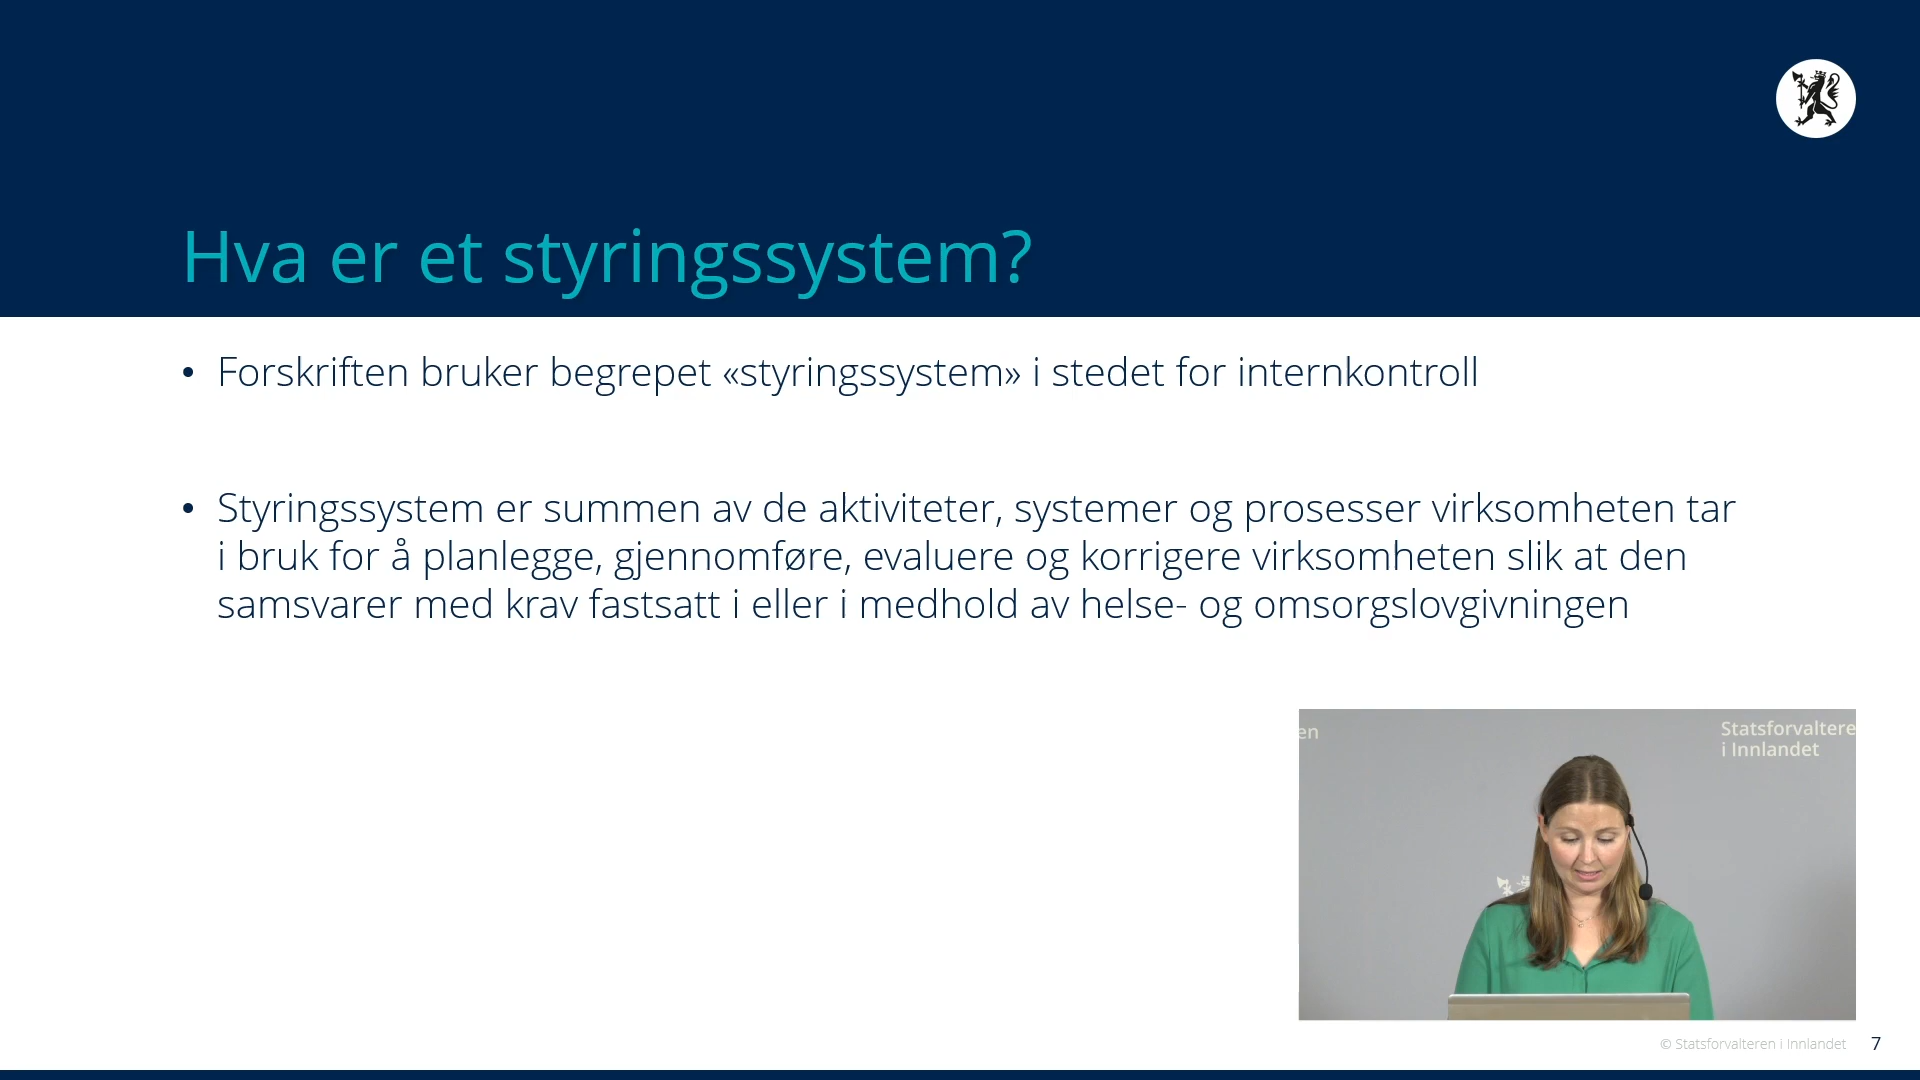 Hva er et styringssystem?
• Forskriften bruker begrepet «styringssystem» i stedet for internkontroll
• Styringssystem er summen av de aktiviteter, systemer og prosesser virksomheten tar
i bruk for å planlegge, gjennomføre, evaluere og korrigere virksomheten slik at den
samsvarer med krav fastsatt i eller i medhold av helse- og omsorgslovgivningen
en
Statsforvaltere
i Innlandet
© Statsforvalteren i Innlandet 7